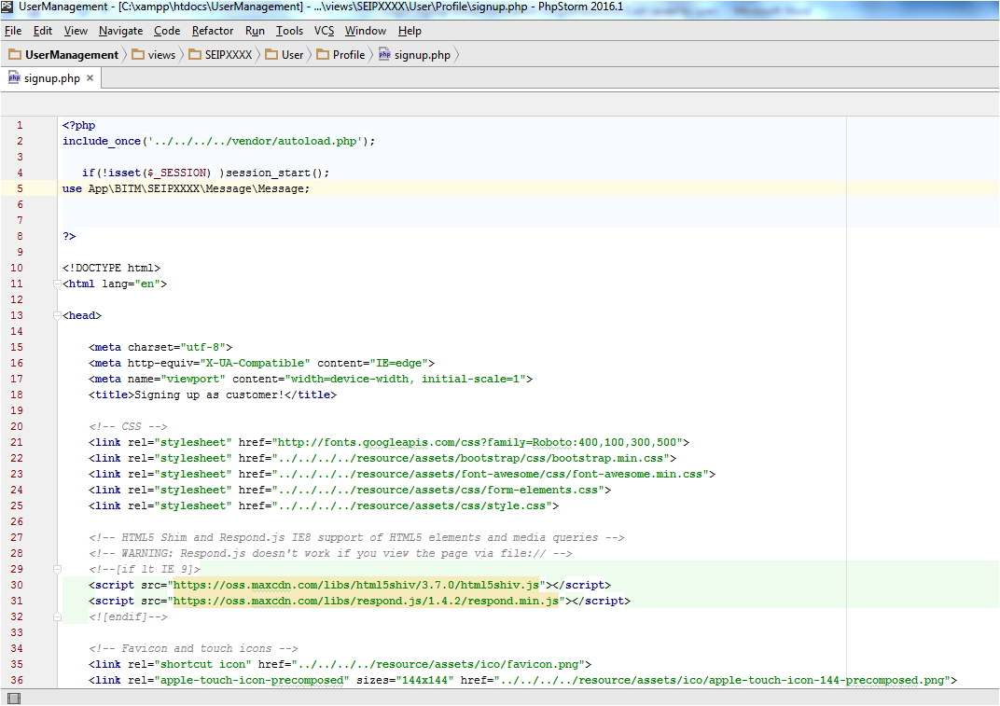 PS UserManagement - [C:\xampp\htdocs\UserManagement] - ...\views\SEIPXXXX\User\Profile\signup.php - PhpStorm 2016.1
File Edit View Navigate Code Refactor Run Tools VCS Window Help
UserManagement views SEIPXXXX User Profile php signup.php
php signup.php ×
1 <?php
2 include_once('../../../../vendor/autoload.php');
3
4 if(!isset($_SESSION) )session_start();
5 use App\BITM\SEIPXXXX\Message\Message;
6
7
8 ?>
9
10 <!DOCTYPE html>
11 <html lang="en">
12
13 <head>
14
15 <meta charset="utf-8">
16 <meta http-equiv="X-UA-Compatible" content="IE=edge">
17 <meta name="viewport" content="width=device-width, initial-scale=1">
18 <title>Signing up as customer!</title>
19
20 <!-- CSS -->
21 <link rel="stylesheet" href="http://fonts.googleapis.com/css?family=Roboto:400,100,300,500">
22 <link rel="stylesheet" href="../../../../resource/assets/bootstrap/css/bootstrap.min.css">
23 <link rel="stylesheet" href="../../../../resource/assets/font-awesome/css/font-awesome.min.css">
24 <link rel="stylesheet" href="../../../../resource/assets/css/form-elements.css">
25 <link rel="stylesheet" href="../../../../resource/assets/css/style.css">
26
27 <!-- HTML5 Shim and Respond.js IE8 support of HTML5 elements and media queries -->
28 <!-- WARNING: Respond.js doesn't work if you view the page via file:// -->
29 <!--[if lt IE 9]>
30 <script src="https://oss.maxcdn.com/libs/html5shiv/3.7.0/html5shiv.js"></script>
31 <script src="https://oss.maxcdn.com/libs/respond.js/1.4.2/respond.min.js"></script>
32 <![endif]-->
33
34 <!-- Favicon and touch icons -->
35 <link rel="shortcut icon" href="../../../../resource/assets/ico/favicon.png">
36 <link rel="apple-touch-icon-precomposed" sizes="144x144" href="../../../../resource/assets/ico/apple-touch-icon-144-precomposed.png">